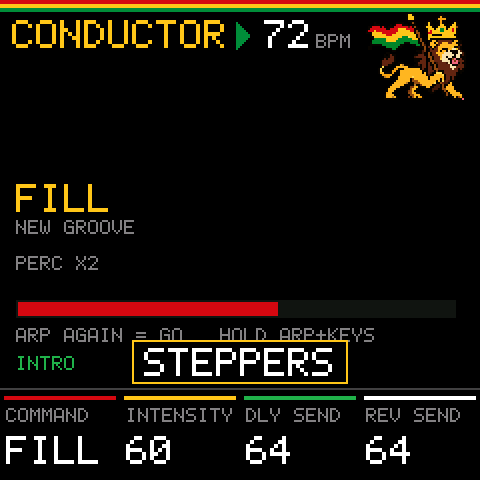 CONDUCTOR 72 BPM
FILL
NEW GROOVE
PERC X2
ARP AGAIN = GO HOLD ARP+KEYS
INTRO
STEPPERS
COMMAND INTENSITY DLY SEND REV SEND
FILL 60 64 64